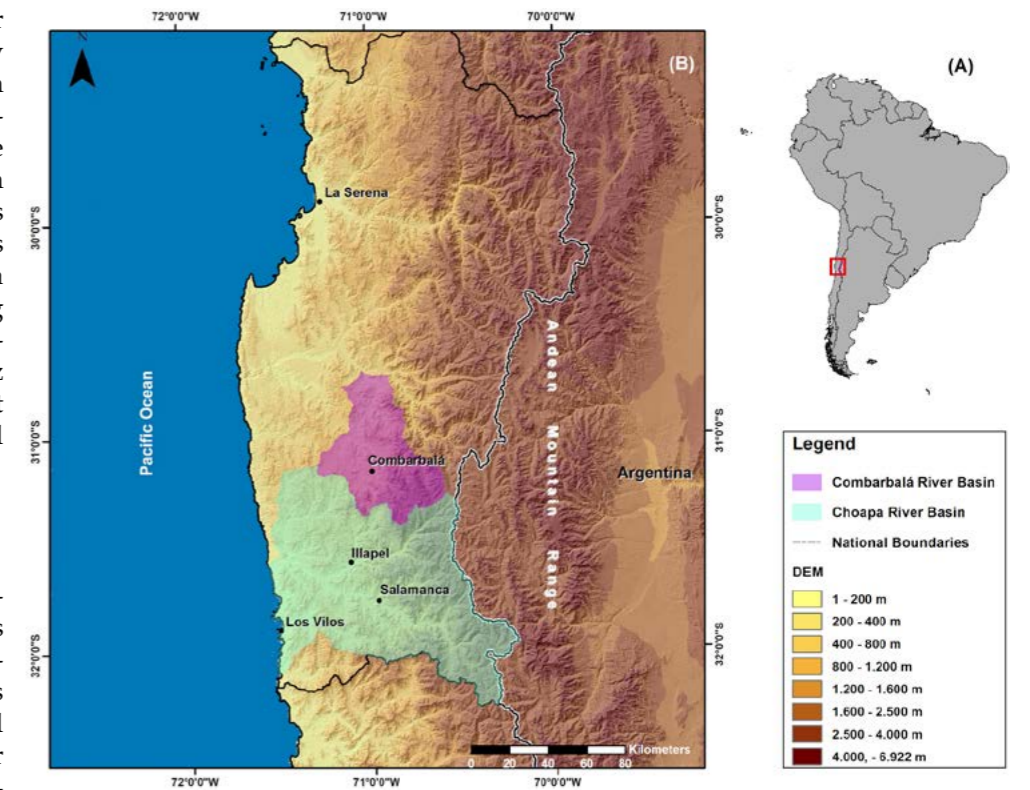 72°0'0"W
71°0'0"W
70°0'0"W
N
(B)
(A)
La Serena
30°0'0"S
30°0'0"S
Pacific Ocean
Andean Mountain Range
31°0'0"S
31°0'0"S
Combarbalá
Argentina
Illapel
Salamanca
Los Vilos
32°0'0"S
32°0'0"S
Kilometers
0 20 40 60 80
72°0'0"W
71°0'0"W
70°0'0"W
Legend
Combarbalá River Basin
Choapa River Basin
National Boundaries
DEM
1 - 200 m
200 - 400 m
400 - 800 m
800 - 1.200 m
1.200 - 1.600 m
1.600 - 2.500 m
2.500 - 4.000 m
4.000, - 6.922 m